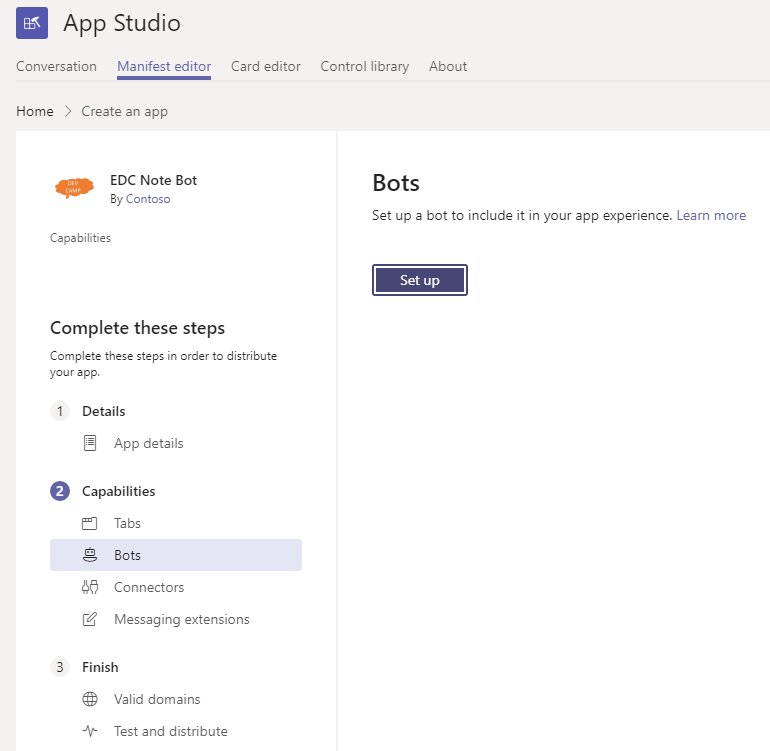 App Studio
Conversation Manifest editor Card editor Control library About
Home > Create an app
DEV
CAMP
EDC Note Bot
By Contoso
Capabilities
Complete these steps
Complete these steps in order to distribute
your app.
1 Details
App details
2 Capabilities
Tabs
Bots
Connectors
Messaging extensions
3 Finish
Valid domains
Test and distribute
Bots
Set up a bot to include it in your app experience. Learn more
Set up